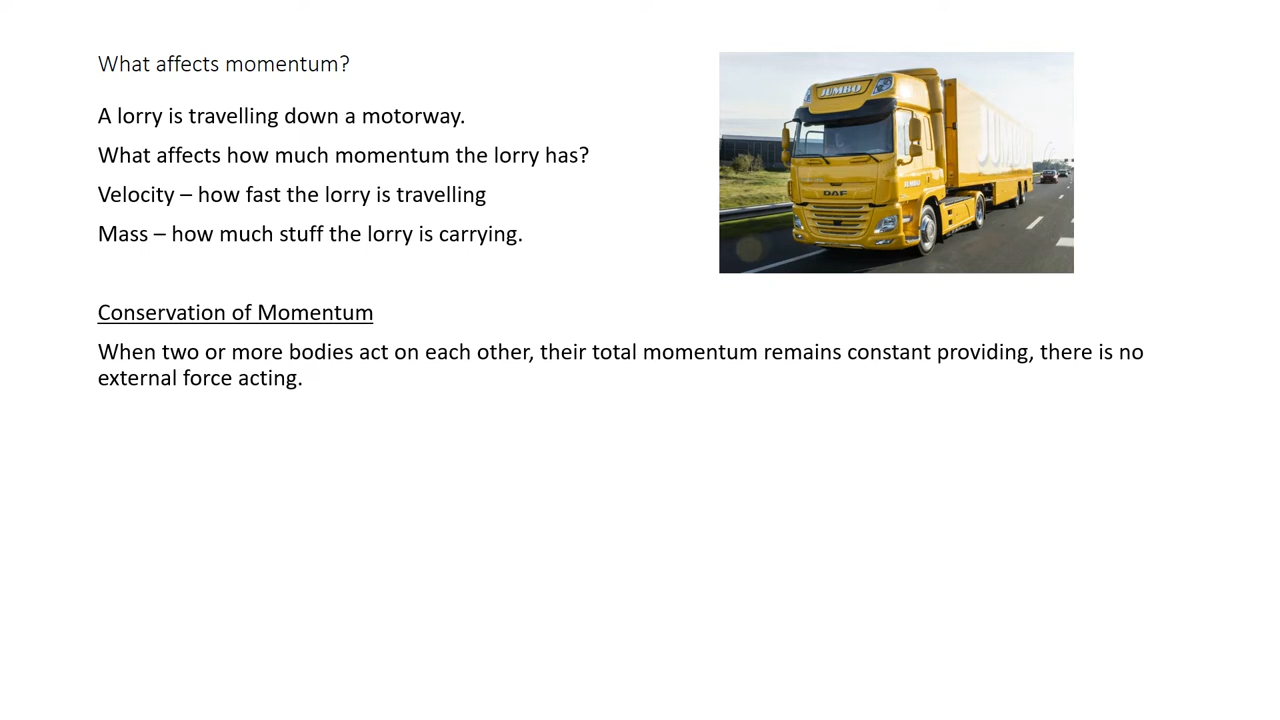 What affects momentum?
A lorry is travelling down a motorway.
What affects how much momentum the lorry has?
Velocity – how fast the lorry is travelling
Mass – how much stuff the lorry is carrying.
JUMBO
JUMBO
DAF
Conservation of Momentum
When two or more bodies act on each other, their total momentum remains constant providing, there is no
external force acting.